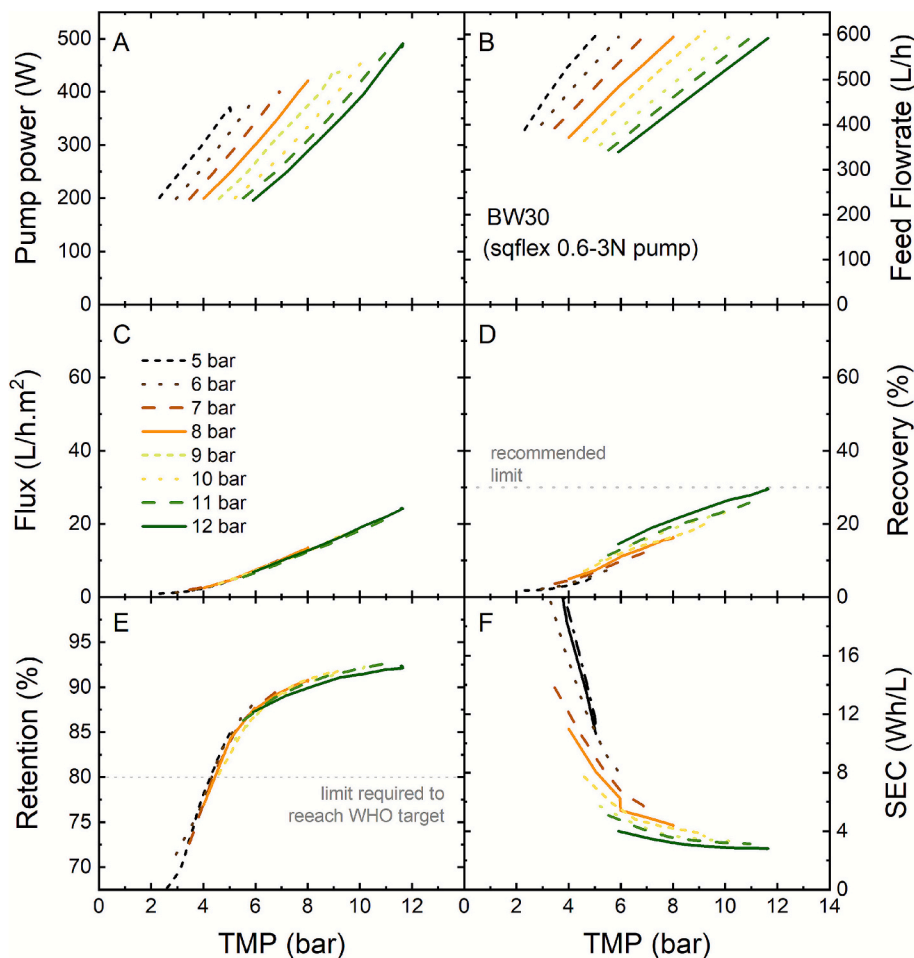 A
B
500
400
300
200
100
0
Pump power (W)
600
500
400
300
200
100
0
Feed Flowrate (L/h)
BW30
(sqflex 0.6-3N pump)
C
D
60
40
20
0
Flux (L/h.m²)
5 bar
6 bar
7 bar
8 bar
9 bar
10 bar
11 bar
12 bar
60
40
20
0
Recovery (%)
recommended
limit
E
F
95
90
85
80
75
70
Retention (%)
limit required to
reeach WHO target
16
12
8
4
0
SEC (Wh/L)
0 2 4 6 8 10 12
0 2 4 6 8 10 12 14
TMP (bar)
TMP (bar)